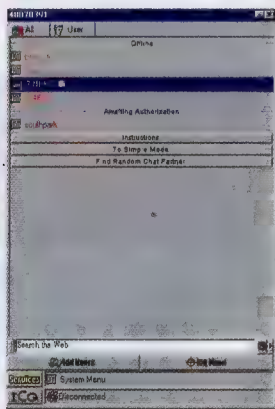 All User
Offline
Awaiting Authorization
southpark
Instructions
To Simple Mode
Find Random Chat Partner
Search the Web
Add Users
Services System Menu
ICQ Disconnected